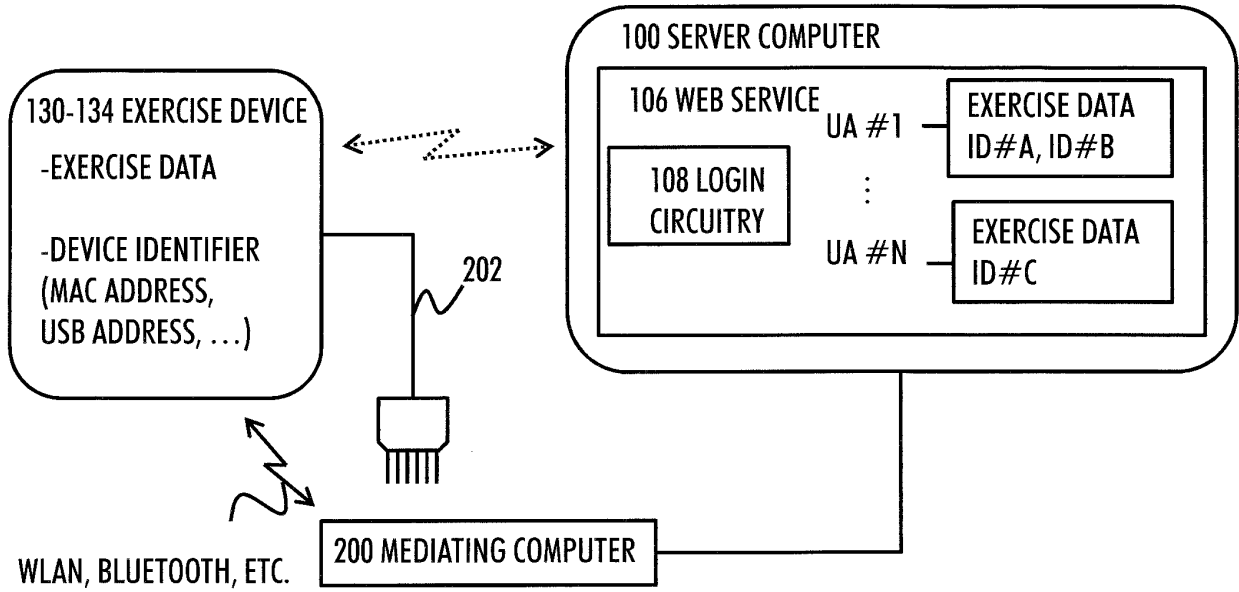 130-134 EXERCISE DEVICE
-EXERCISE DATA
-DEVICE IDENTIFIER
(MAC ADDRESS,
USB ADDRESS, ...)
202
WLAN, BLUETOOTH, ETC.
200 MEDIATING COMPUTER
100 SERVER COMPUTER
106 WEB SERVICE
108 LOGIN
CIRCUITRY
UA #1
EXERCISE DATA
ID#A, ID#B
UA #N
EXERCISE DATA
ID#C